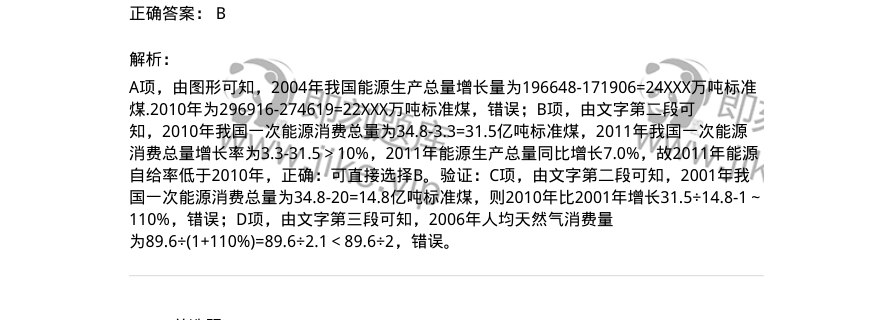 正确答案： B
解析：
A项，由图形可知，2004年我国能源生产总量增长量为196648-171906=24XXX万吨标准
煤.2010年为296916-274619=22XXX万吨标准煤，错误；B项，由文字第二段可
知，2010年我国一次能源消费总量为34.8-3.3=31.5亿吨标准煤，2011年我国一次能源
消费总量增长率为3.3-31.5＞10%，2011年能源生产总量同比增长7.0%，故2011年能源
自给率低于2010年，正确：可直接选择B。验证：C项，由文字第二段可知，2001年我
国一次能源消费总量为34.8-20=14.8亿吨标准煤，则2010年比2001年增长31.5÷14.8-1 ~
110%，错误；D项，由文字第三段可知，2006年人均天然气消费量
为89.6÷(1+110%)=89.6÷2.1＜89.6÷2，错误。